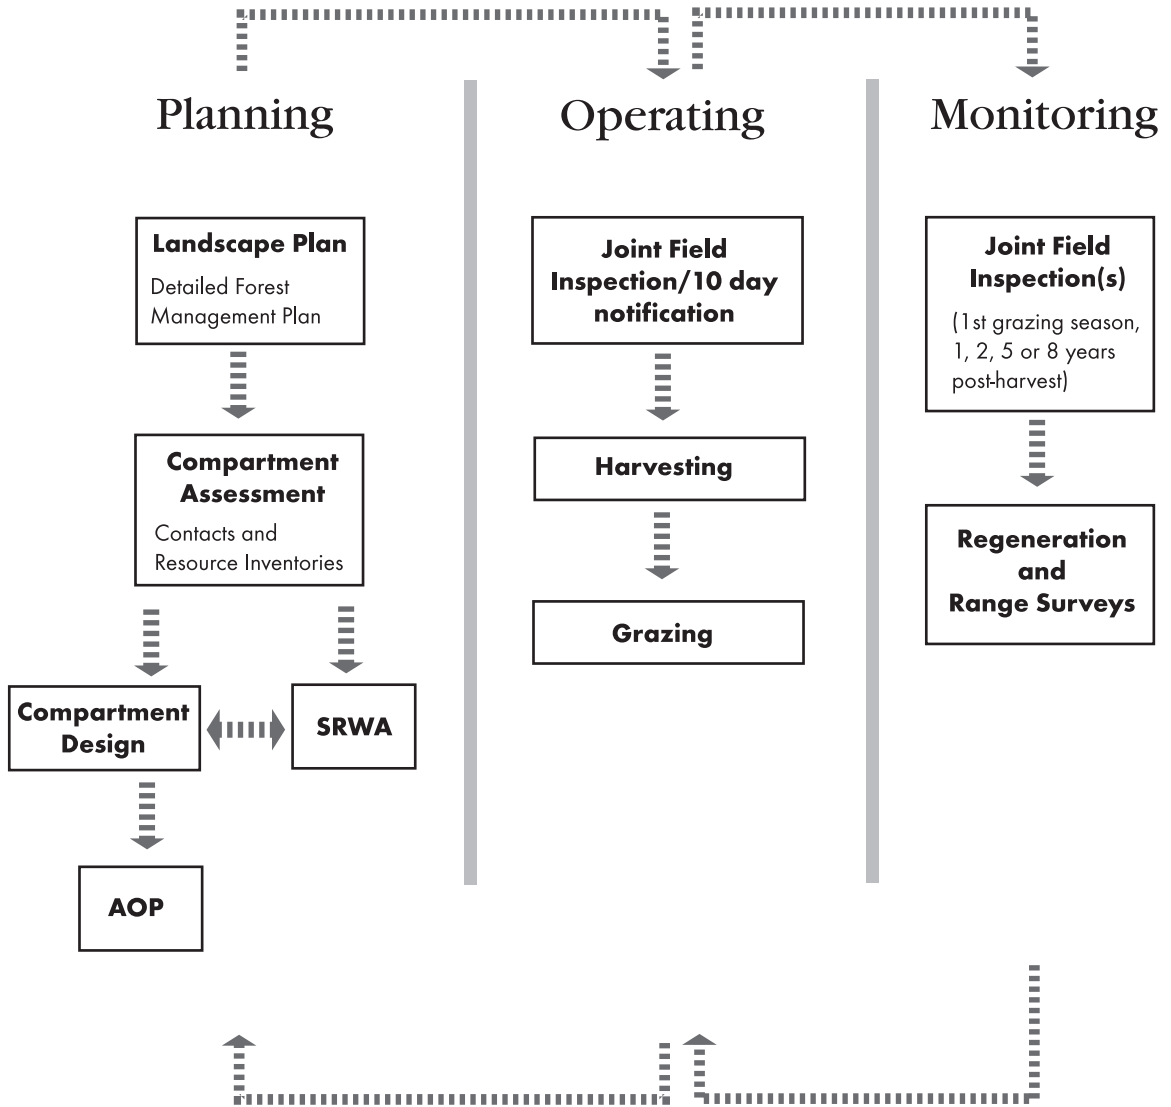 Planning
Operating
Monitoring
Landscape Plan
Detailed Forest
Management Plan
Compartment
Assessment
Contacts and
Resource Inventories
Compartment
Design
SRWA
AOP
Joint Field
Inspection/10 day
notification
Harvesting
Grazing
Joint Field
Inspection(s)
(1st grazing season,
1, 2, 5 or 8 years
post-harvest)
Regeneration
and
Range Surveys